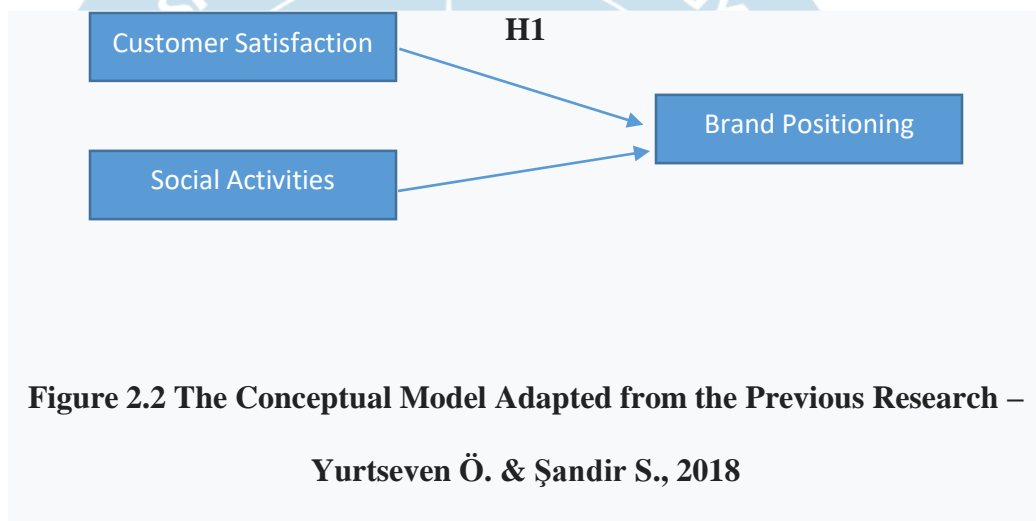 H1
Customer Satisfaction
Brand Positioning
Social Activities
Figure 2.2 The Conceptual Model Adapted from the Previous Research –
Yurtseven Ö. & Şandir S., 2018